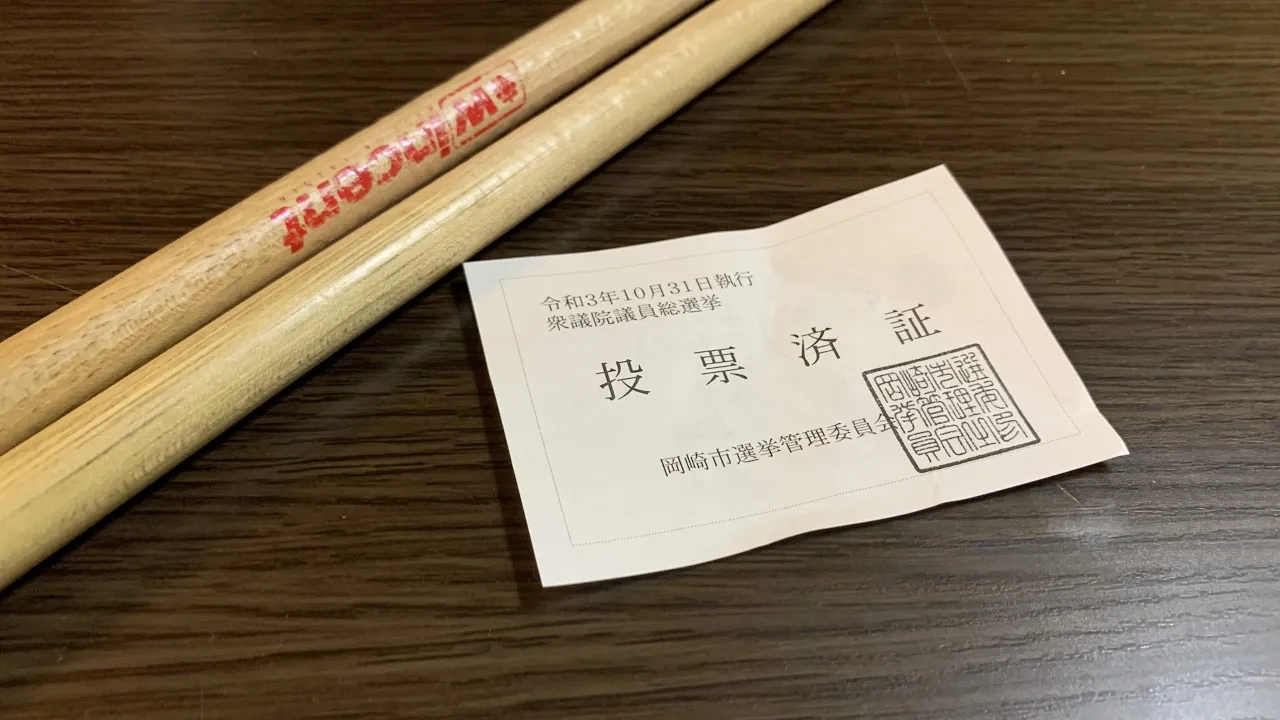 wincent
令和3年10月31日執行
衆議院議員総選挙
投票済証
岡崎市選挙管理委員会